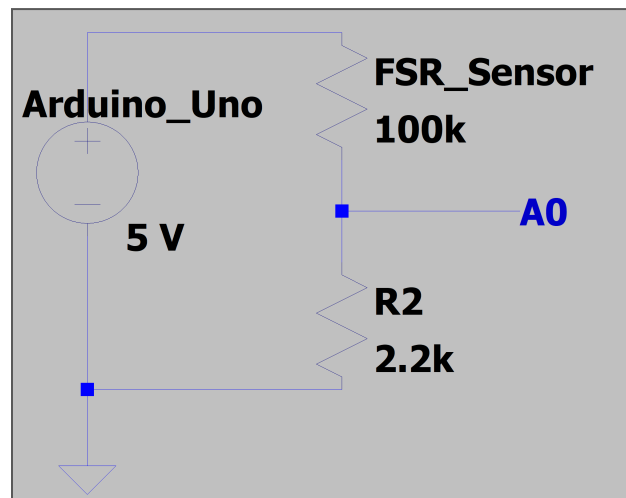 FSR_Sensor
Arduino_Uno
100k
A0
5 V
R2
2.2k